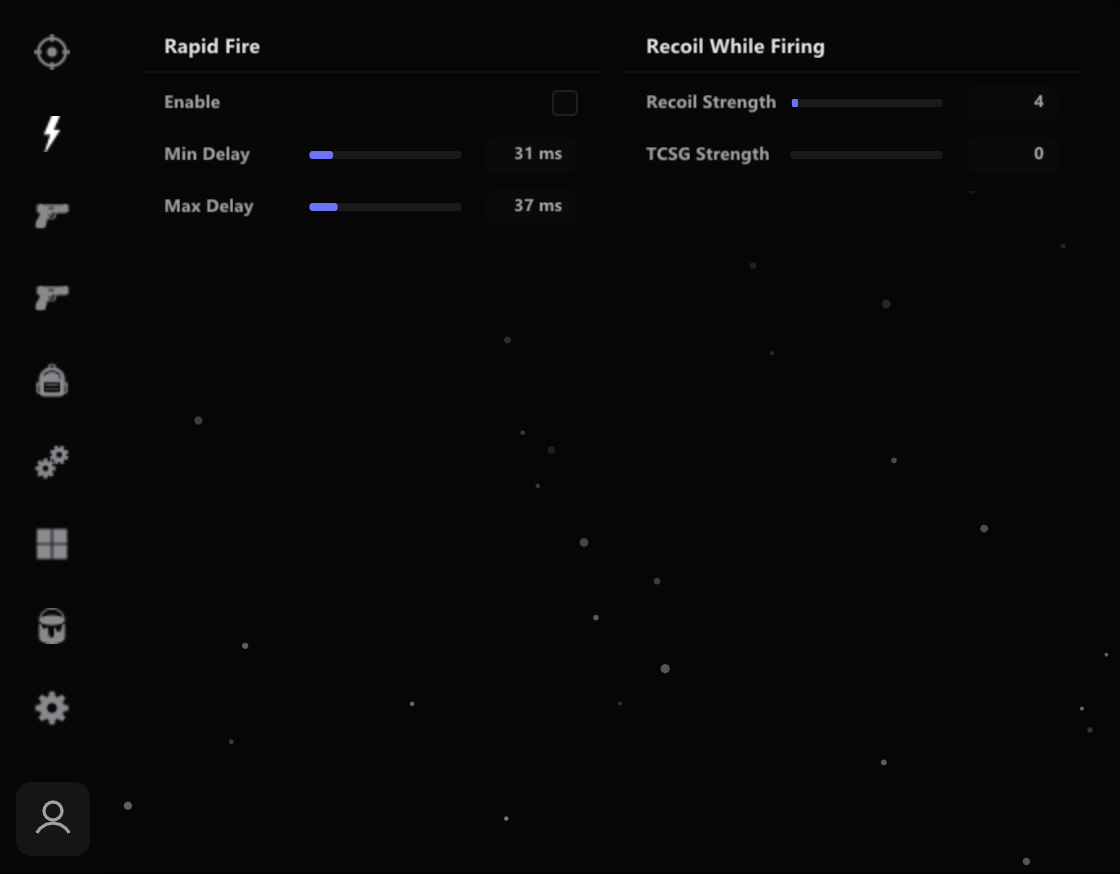 Rapid Fire
Enable
Min Delay 31 ms
Max Delay 37 ms
Recoil While Firing
Recoil Strength 4
TCSG Strength 0